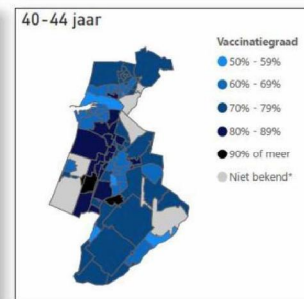 40-44 jaar
Vaccinatiegraad
50% - 59%
60% - 69%
70% - 79%
80% - 89%
90% of meer
Niet bekend*